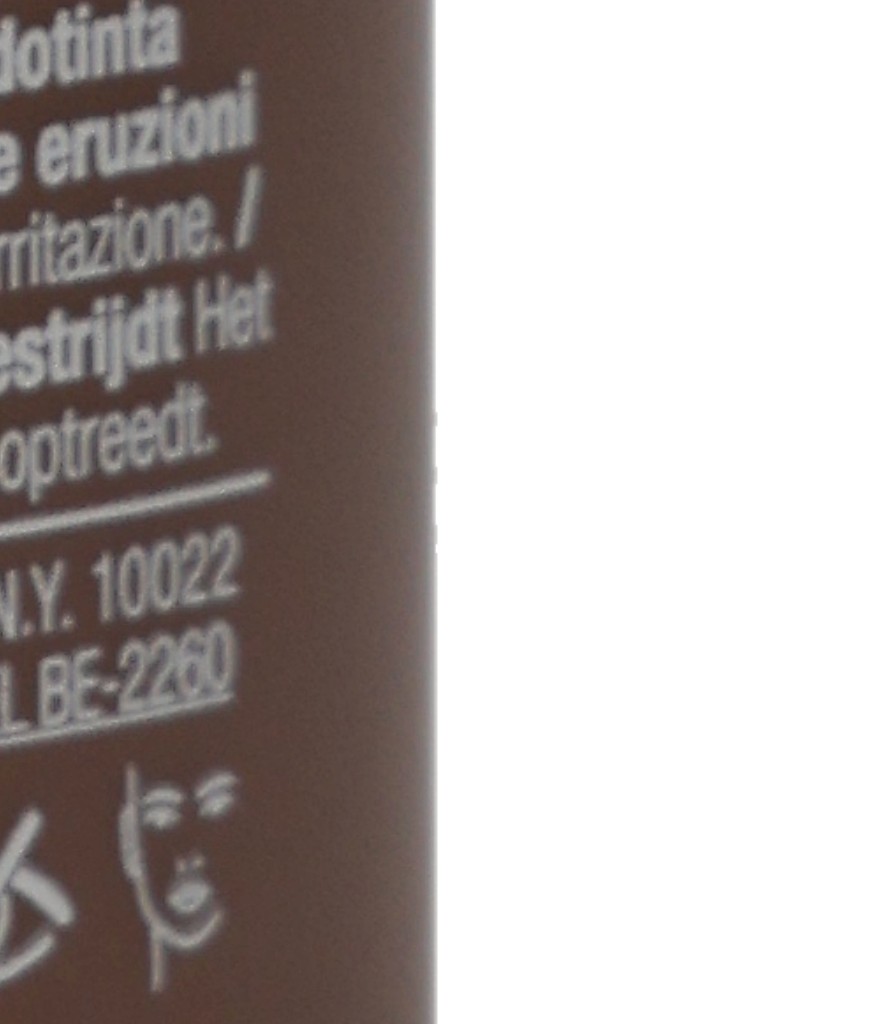 dotinta
e eruzioni
rritazione. /
estrijdt Het
optreedt.
N.Y. 10022
L BE-2260